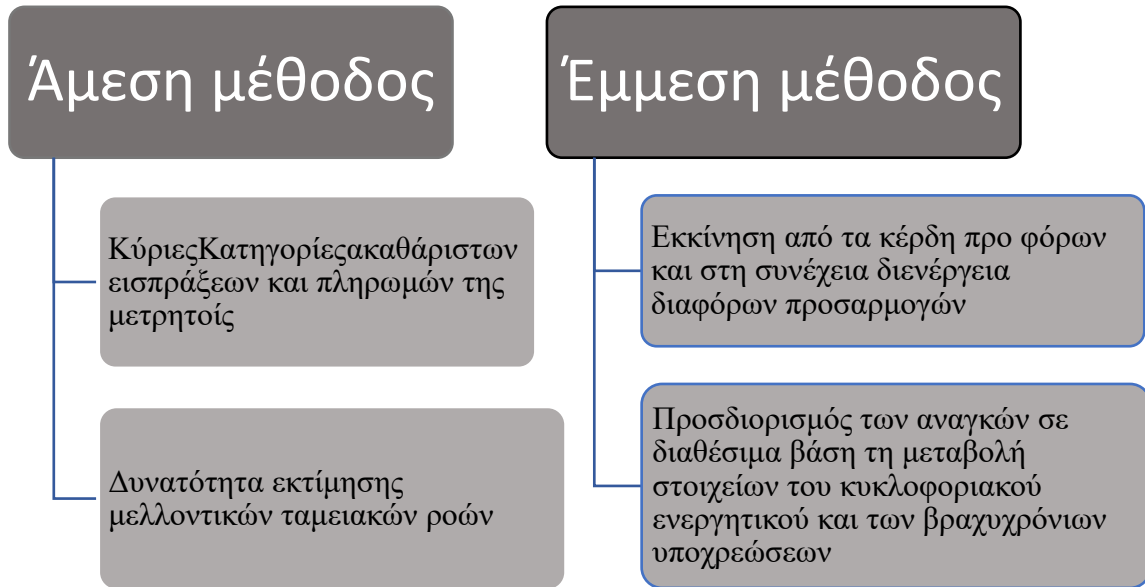 Άμεση μέθοδος
ΚύριεςΚατηγορίεςακαθάριστων
εισπράξεων και πληρωμών της
μετρητοίς
Δυνατότητα εκτίμησης
μελλοντικών ταμειακών ροών
Έμμεση μέθοδος
Εκκίνηση από τα κέρδη προ φόρων
και στη συνέχεια διενέργεια
διαφόρων προσαρμογών
Προσδιορισμός των αναγκών σε
διαθέσιμα βάση τη μεταβολή
στοιχείων του κυκλοφοριακού
ενεργητικού και των βραχυχρόνιων
υποχρεώσεων